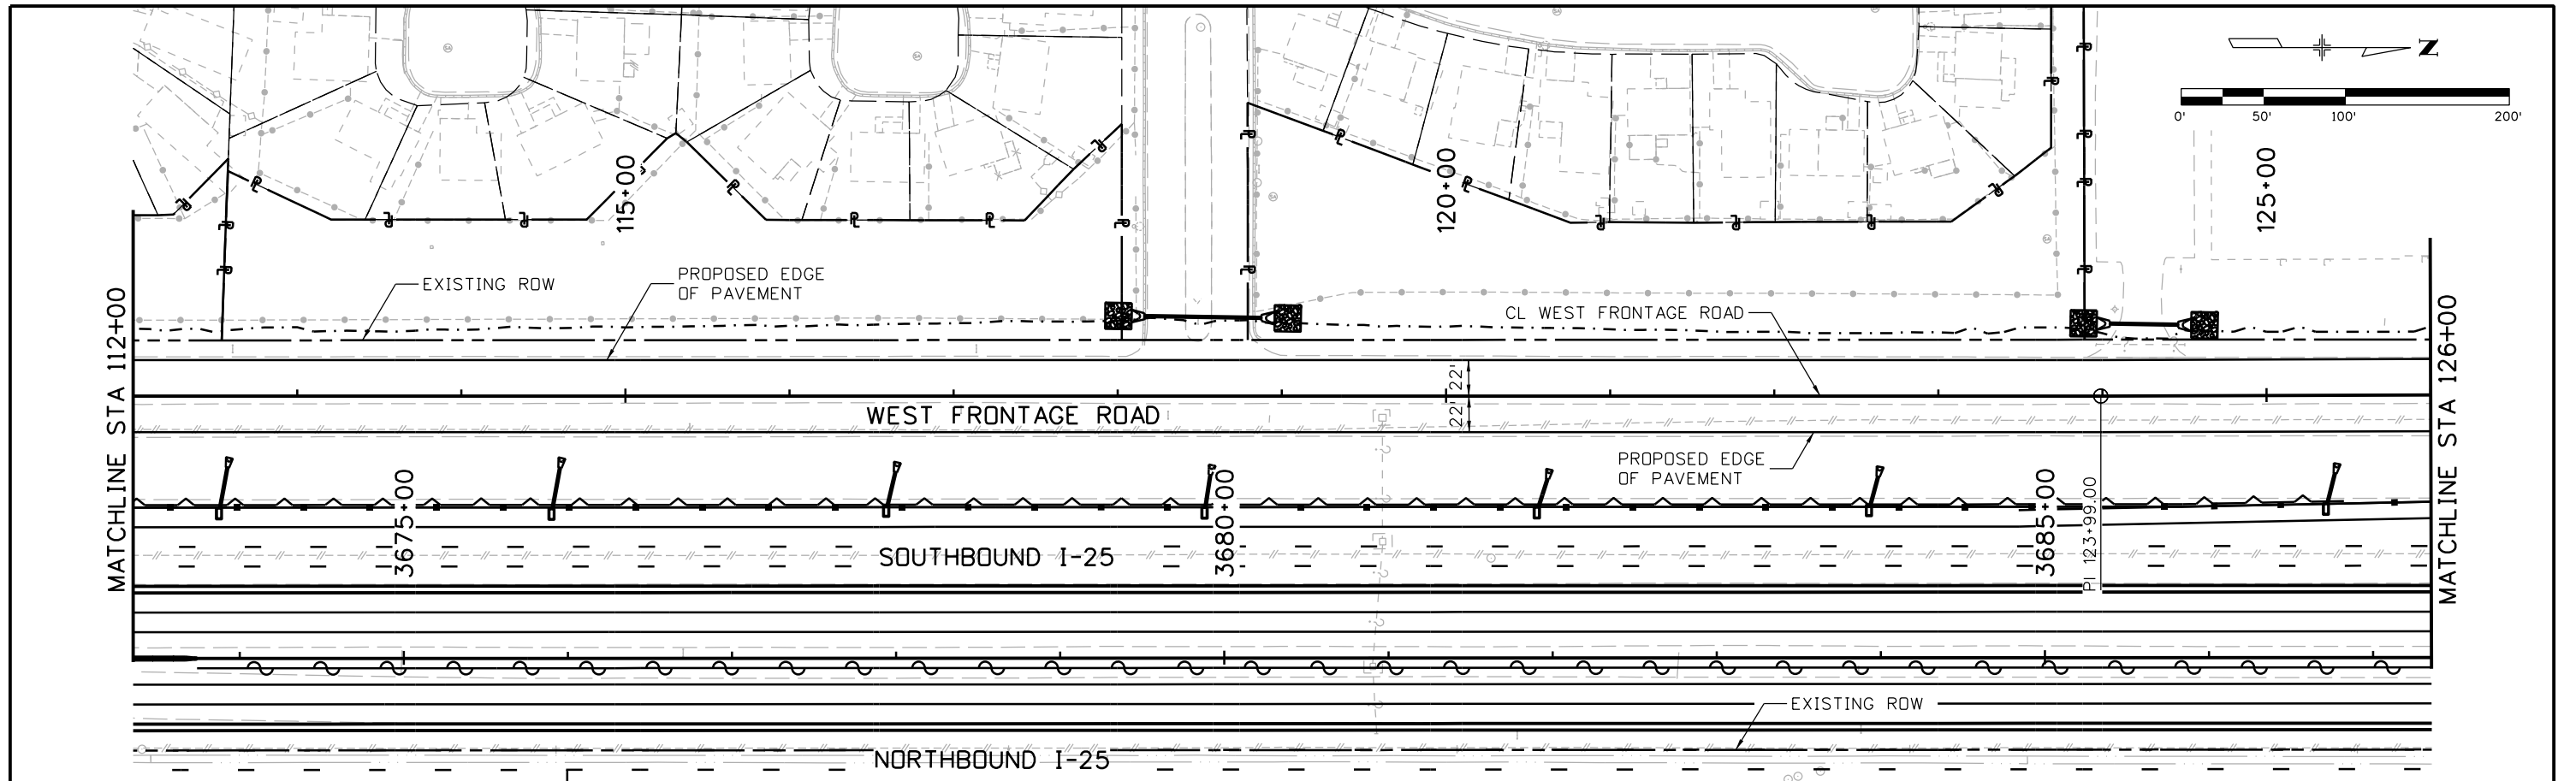 N
0' 50' 100' 200'
115+00
120+00
125+00
EXISTING ROW
PROPOSED EDGE
OF PAVEMENT
CL WEST FRONTAGE ROAD
MATCHLINE STA 112+00
MATCHLINE STA 126+00
22'
22'
WEST FRONTAGE ROAD
PROPOSED EDGE
OF PAVEMENT
3675+00
3680+00
3685+00
PI 123+99.00
SOUTHBOUND I-25
EXISTING ROW
NORTHBOUND I-25